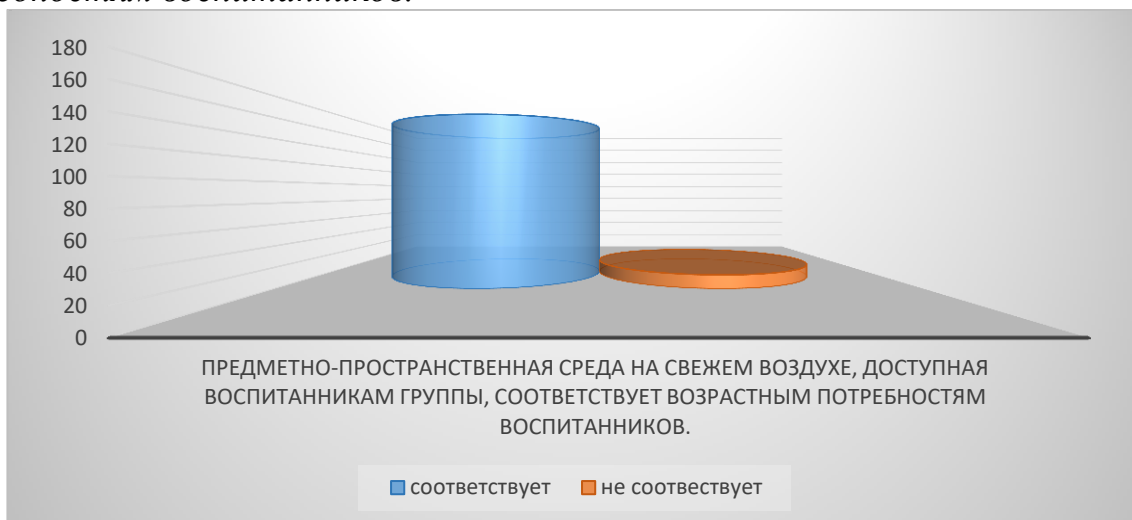 воспитанников.
180
160
140
120
100
80
60
40
20
0
ПРЕДМЕТНО-ПРОСТРАНСТВЕННАЯ СРЕДА НА СВЕЖЕМ ВОЗДУХЕ, ДОСТУПНАЯ
ВОСПИТАННИКАМ ГРУППЫ, СООТВЕТСТВУЕТ ВОЗРАСТНЫМ ПОТРЕБНОСТЯМ
ВОСПИТАННИКОВ.
соответствует не соотвествует